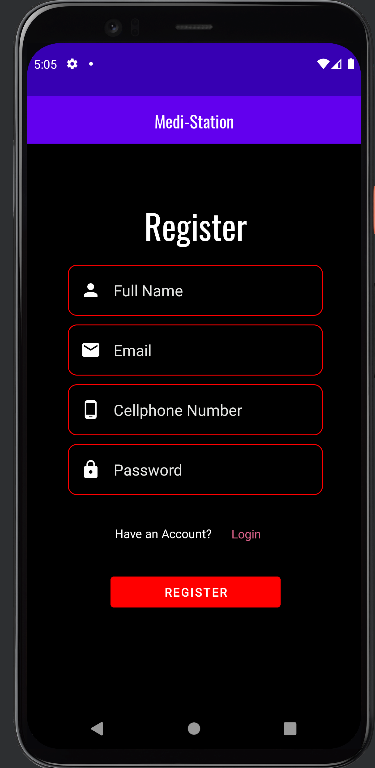 5:05
Medi-Station
Register
Full Name
Email
Cellphone Number
Password
Have an Account? Login
REGISTER